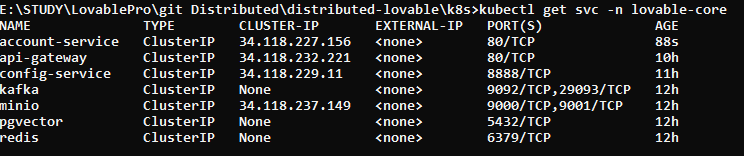 E:\STUDY\LovablePro\git Distributed\distributed-lovable\k8s>kubectl get svc -n lovable-core
NAME TYPE CLUSTER-IP EXTERNAL-IP PORT(S) AGE
account-service ClusterIP 34.118.227.156 <none> 80/TCP 88s
api-gateway ClusterIP 34.118.232.221 <none> 80/TCP 10h
config-service ClusterIP 34.118.229.11 <none> 8888/TCP 11h
kafka ClusterIP None <none> 9092/TCP,29093/TCP 12h
minio ClusterIP 34.118.237.149 <none> 9000/TCP,9001/TCP 12h
pgvector ClusterIP None <none> 5432/TCP 12h
redis ClusterIP None <none> 6379/TCP 12h